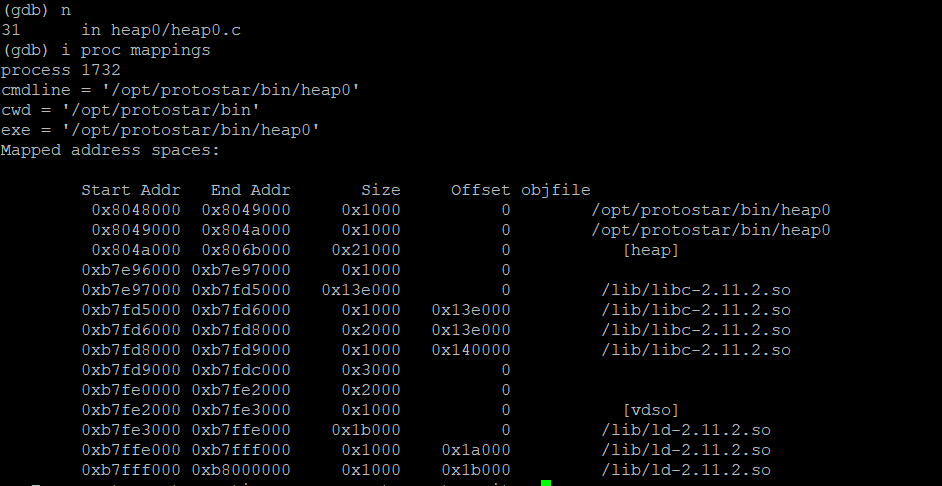 (gdb) n
31      in heap0/heap0.c
(gdb) i proc mappings
process 1732
cmdline = '/opt/protostar/bin/heap0'
cwd = '/opt/protostar/bin'
exe = '/opt/protostar/bin/heap0'
Mapped address spaces:
Start Addr   End Addr       Size     Offset objfile
0x8048000  0x8049000     0x1000          0        /opt/protostar/bin/heap0
0x8049000  0x804a000     0x1000          0        /opt/protostar/bin/heap0
0x804a000  0x806b000    0x21000          0           [heap]
0xb7e96000 0xb7e97000     0x1000          0
0xb7e97000 0xb7fd5000   0x13e000          0         /lib/libc-2.11.2.so
0xb7fd5000 0xb7fd6000     0x1000   0x13e000         /lib/libc-2.11.2.so
0xb7fd6000 0xb7fd8000     0x2000   0x13e000         /lib/libc-2.11.2.so
0xb7fd8000 0xb7fd9000     0x1000   0x140000         /lib/libc-2.11.2.so
0xb7fd9000 0xb7fdc000     0x3000          0
0xb7fe0000 0xb7fe2000     0x2000          0
0xb7fe2000 0xb7fe3000     0x1000          0           [vdso]
0xb7fe3000 0xb7ffe000    0x1b000          0         /lib/ld-2.11.2.so
0xb7ffe000 0xb7fff000     0x1000    0x1a000         /lib/ld-2.11.2.so
0xb7fff000 0xb8000000     0x1000    0x1b000         /lib/ld-2.11.2.so